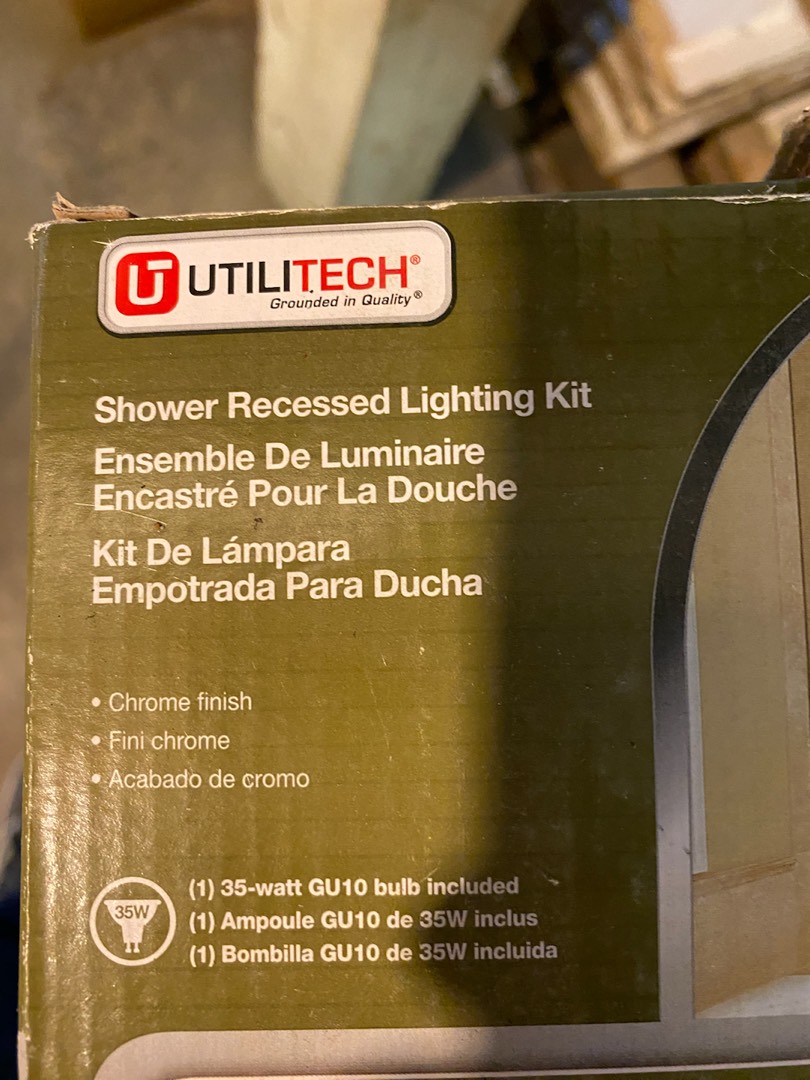 UTILITECH®
Grounded in Quality®
Shower Recessed Lighting Kit
Ensemble De Luminaire
Encastré Pour La Douche
Kit De Lámpara
Empotrada Para Ducha
• Chrome finish
• Fini chrome
• Acabado de cromo
35W
(1) 35-watt GU10 bulb included
(1) Ampoule GU10 de 35W inclus
(1) Bombilla GU10 de 35W incluida